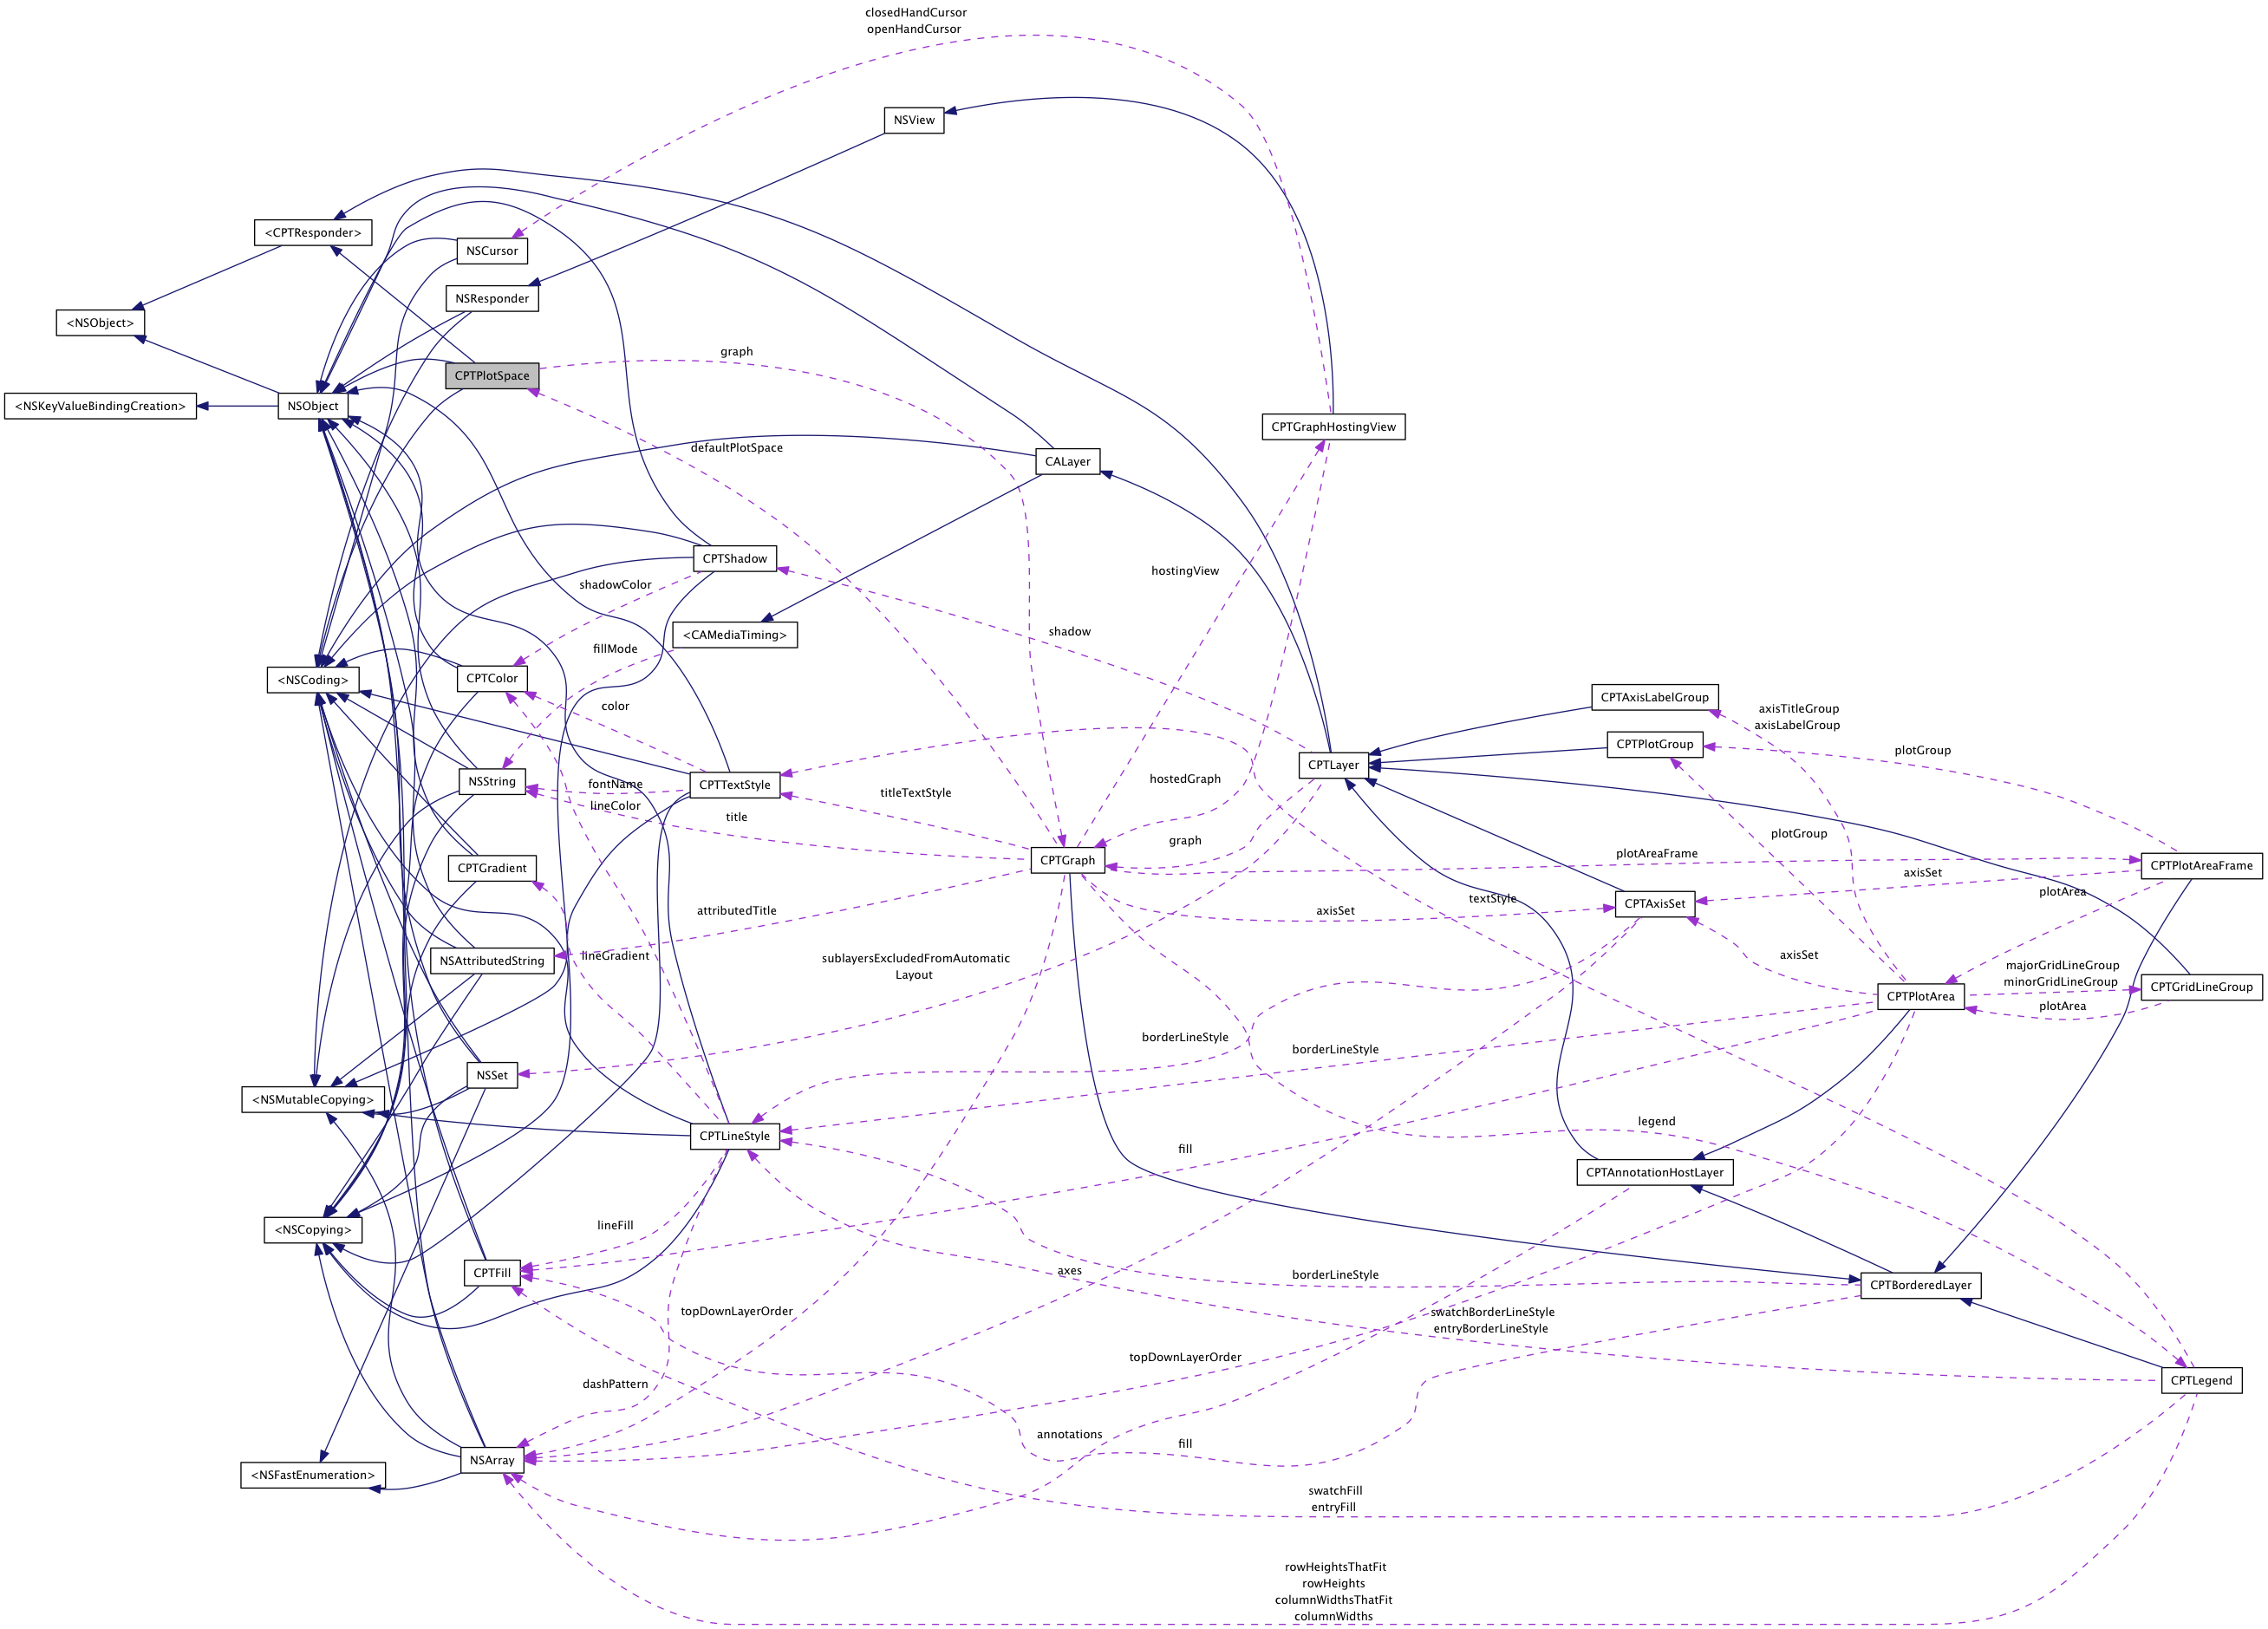 closedHandCursor
openHandCursor
NSView
<CPTResponder>
NSCursor
NSResponder
<NSObject>
graph
CPTPlotSpace
<NSKeyValueBindingCreation>
NSObject
CPTGraphHostingView
defaultPlotSpace
CALayer
CPTShadow
hostingView
shadowColor
<CAMediaTiming>
shadow
fillMode
<NSCoding>
CPTColor
CPTAxisLabelGroup
color
axisTitleGroup
axisLabelGroup
CPTPlotGroup
plotGroup
CPTLayer
NSString
fontName
CPTTextStyle
hostedGraph
titleTextStyle
lineColor
title
plotGroup
graph
CPTGradient
CPTGraph
plotAreaFrame
CPTPlotAreaFrame
axisSet
plotArea
textStyle
CPTAxisSet
attributedTitle
axisSet
NSAttributedString
lineGradient
sublayersExcludedFromAutomatic
Layout
axisSet
majorGridLineGroup
minorGridLineGroup
CPTGridLineGroup
CPTPlotArea
plotArea
borderLineStyle
borderLineStyle
NSSet
<NSMutableCopying>
legend
CPTLineStyle
fill
CPTAnnotationHostLayer
<NSCopying>
lineFill
CPTFill
axes
borderLineStyle
CPTBorderedLayer
topDownLayerOrder
swatchBorderLineStyle
entryBorderLineStyle
topDownLayerOrder
dashPattern
CPTLegend
annotations
fill
NSArray
<NSFastEnumeration>
swatchFill
entryFill
rowHeightsThatFit
rowHeights
columnWidthsThatFit
columnWidths